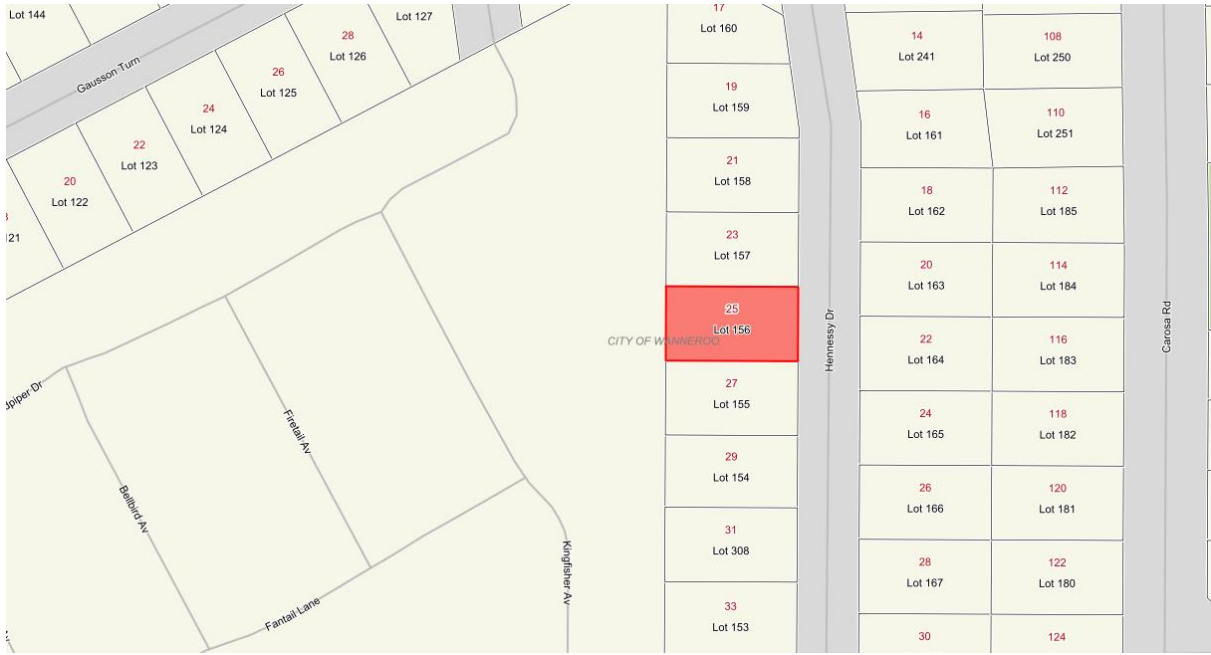 Lot 144
Gausson Turn
20
Lot 122
22
Lot 123
24
Lot 124
26
Lot 125
28
Lot 126
Lot 127
17
Lot 160
19
Lot 159
21
Lot 158
23
Lot 157
25
Lot 156
CITY OF WANNEROO
27
Lot 155
29
Lot 154
31
Lot 308
33
Lot 153
Hennessy Dr
14
Lot 241
16
Lot 161
18
Lot 162
20
Lot 163
22
Lot 164
24
Lot 165
26
Lot 166
28
Lot 167
30
108
Lot 250
110
Lot 251
112
Lot 185
114
Lot 184
116
Lot 183
118
Lot 182
120
Lot 181
122
Lot 180
124
Carosa Rd
Bellbird Av
Firetail Av
Fantail Lane
Kingfisher Av